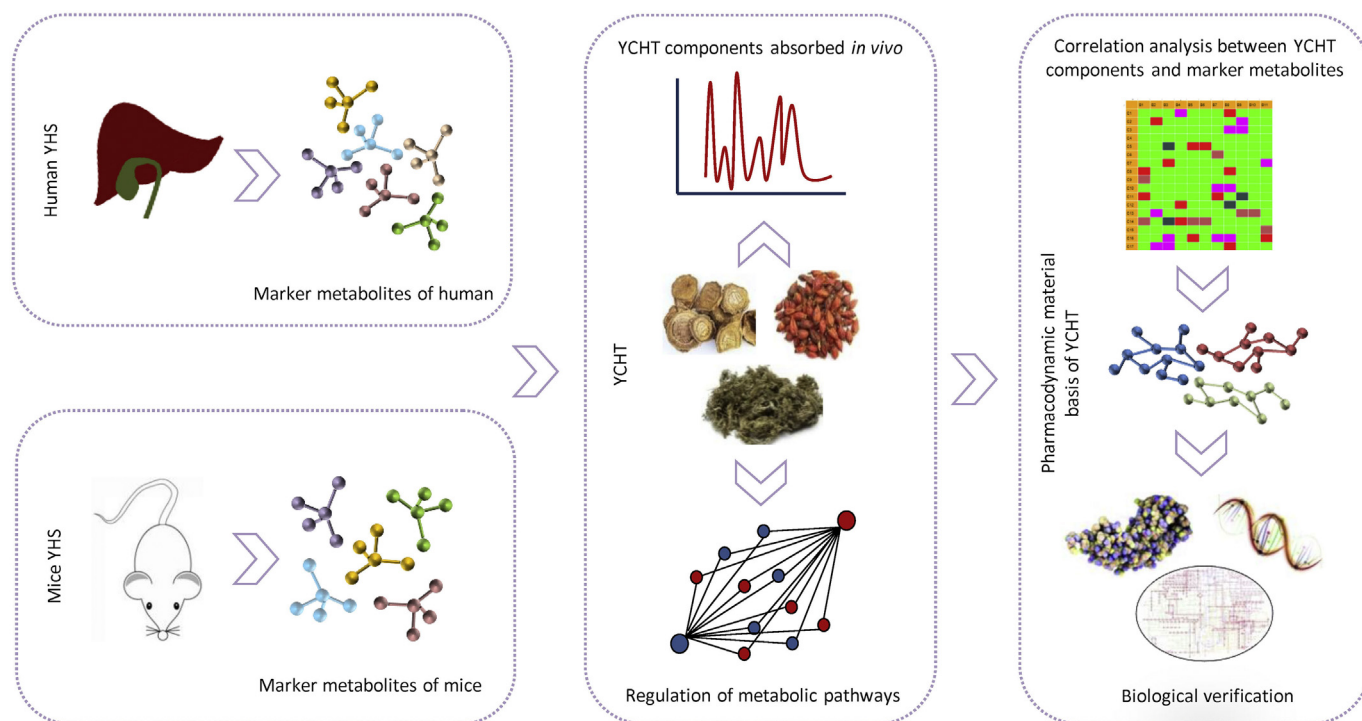 Human YHS
Marker metabolites of human
Mice YHS
Marker metabolites of mice
YCHT components absorbed in vivo
YCHT
Regulation of metabolic pathways
Correlation analysis between YCHT
components and marker metabolites
Pharmacodynamic material
basis of YCHT
Biological verification